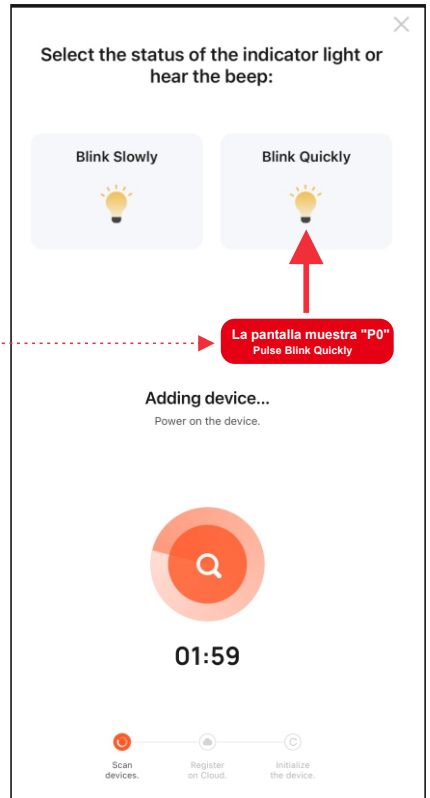 Select the status of the indicator light or
hear the beep:
Blink Slowly
Blink Quickly
La pantalla muestra "P0"
Pulse Blink Quickly
Adding device...
Power on the device.
01:59
Scan
devices.
Register
on Cloud.
Initialize
the device.